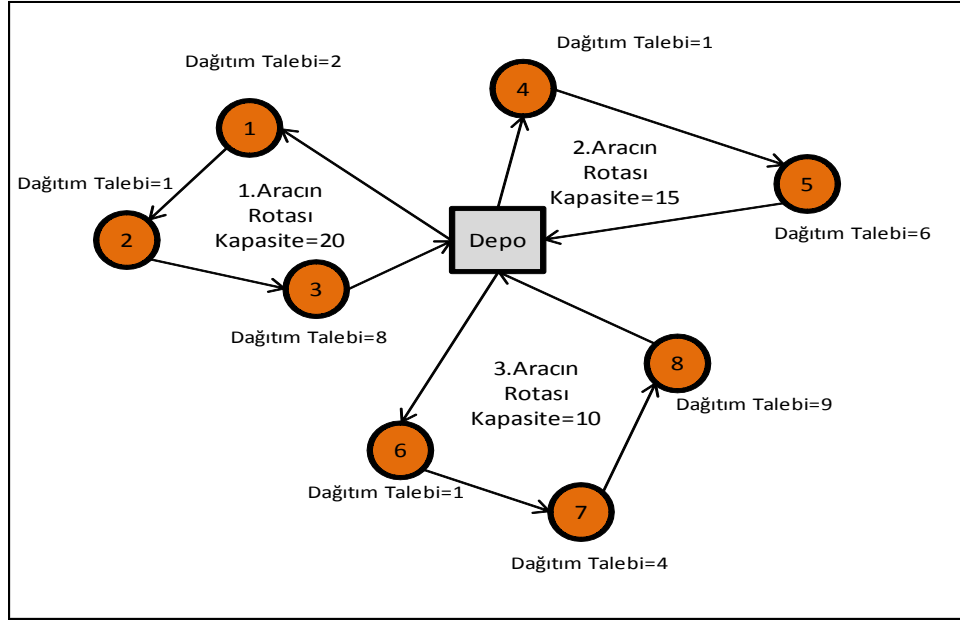 Dağıtım Talebi=1
Dağıtım Talebi=2
4
1
2.Aracın
Rotası
Kapasite=15
Dağıtım Talebi=1
5
1.Aracın
Rotası
Kapasite=20
2
Depo
Dağıtım Talebi=6
3
Dağıtım Talebi=8
8
3.Aracın
Rotası
Kapasite=10
Dağıtım Talebi=9
6
Dağıtım Talebi=1
7
Dağıtım Talebi=4